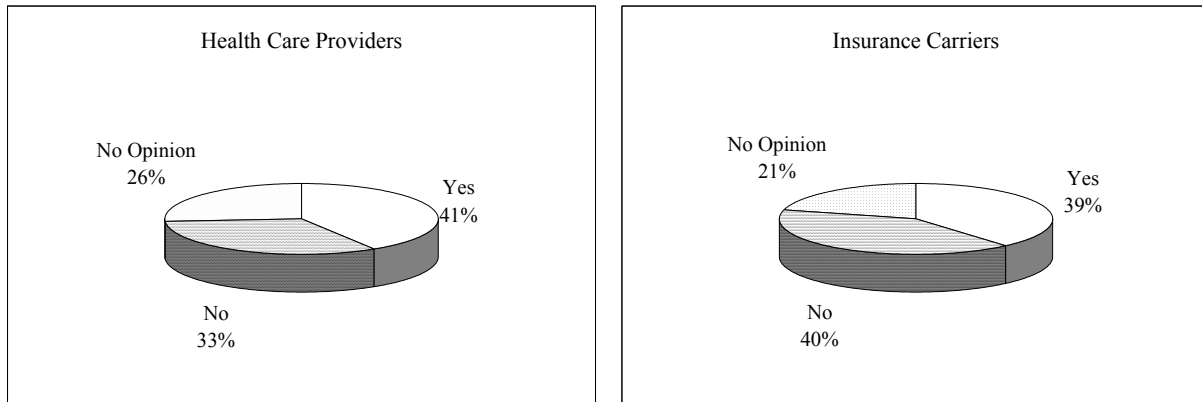 Health Care Providers
No Opinion
26%
Yes
41%
No
33%
Insurance Carriers
No Opinion
21%
Yes
39%
No
40%